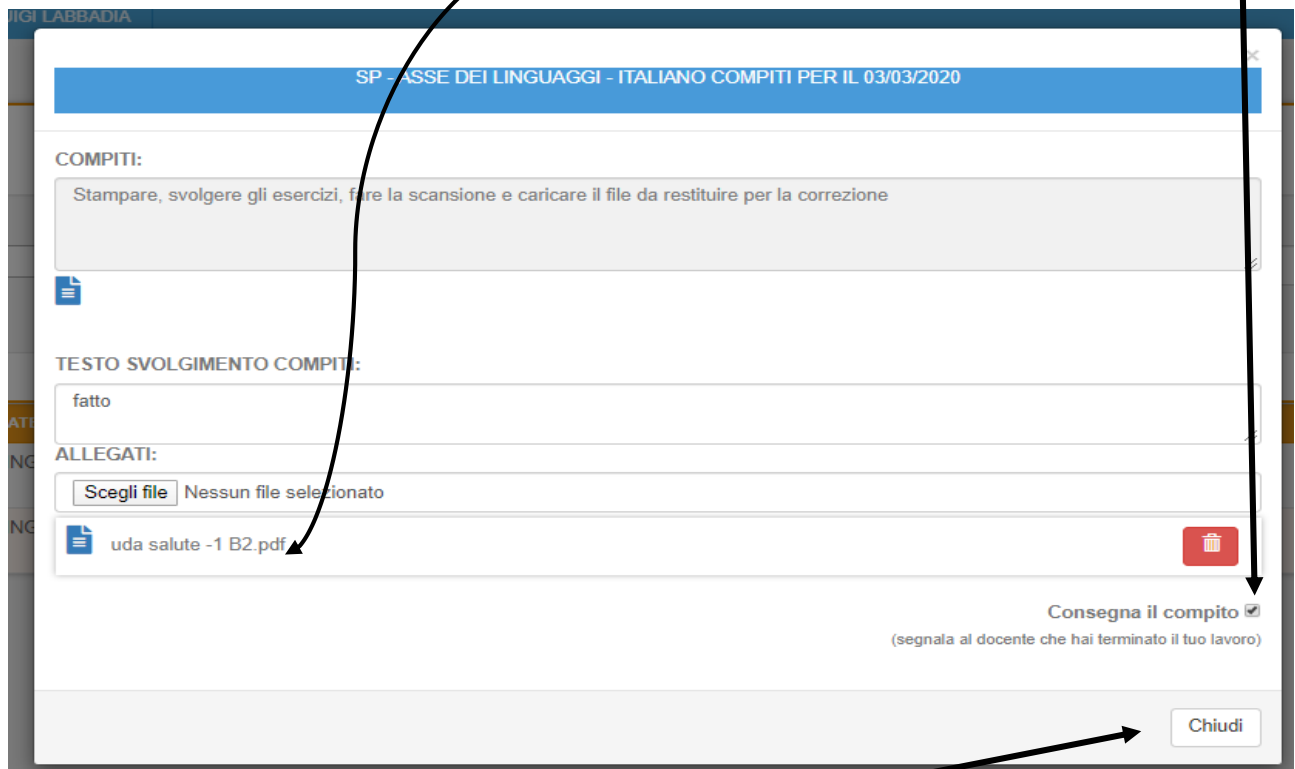 UIGI LABBADIA
×
SP - ASSE DEI LINGUAGGI - ITALIANO COMPITI PER IL 03/03/2020
COMPITI:
Stampare, svolgere gli esercizi, fare la scansione e caricare il file da restituire per la correzione
TESTO SVOLGIMENTO COMPITI:
fatto
ATE
ALLEGATI:
NG
Scegli file Nessun file selezionato
NG
uda salute -1 B2.pdf
Consegna il compito
(segnala al docente che hai terminato il tuo lavoro)
Chiudi